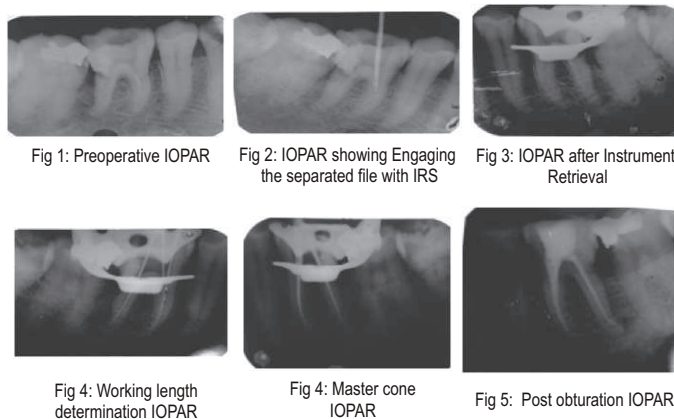 Fig 1: Preoperative IOPAR
Fig 2: IOPAR showing Engaging
the separated file with IRS
Fig 3: IOPAR after Instrument
Retrieval
Fig 4: Working length
determination IOPAR
Fig 4: Master cone
IOPAR
Fig 5: Post obturation IOPAR